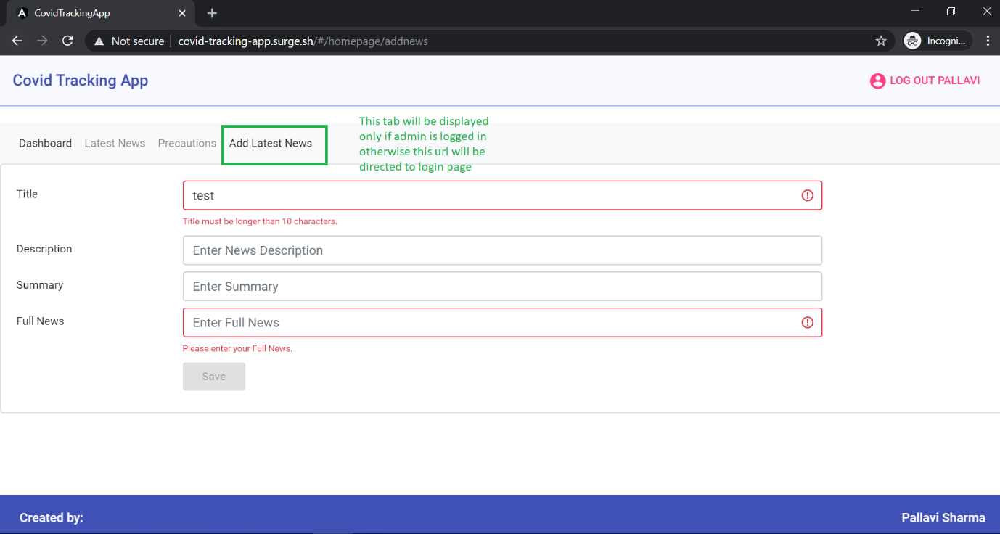 CovidTrackingApp
Not secure covid-tracking-app.surge.sh/#/homepage/addnews Incogni...
Covid Tracking App LOG OUT PALLAVI
Dashboard Latest News Precautions Add Latest News
This tab will be displayed
only if admin is logged in
otherwise this url will be
directed to login page
Title test
Title must be longer than 10 characters.
Description Enter News Description
Summary Enter Summary
Full News Enter Full News
Please enter your Full News.
Save
Created by: Pallavi Sharma